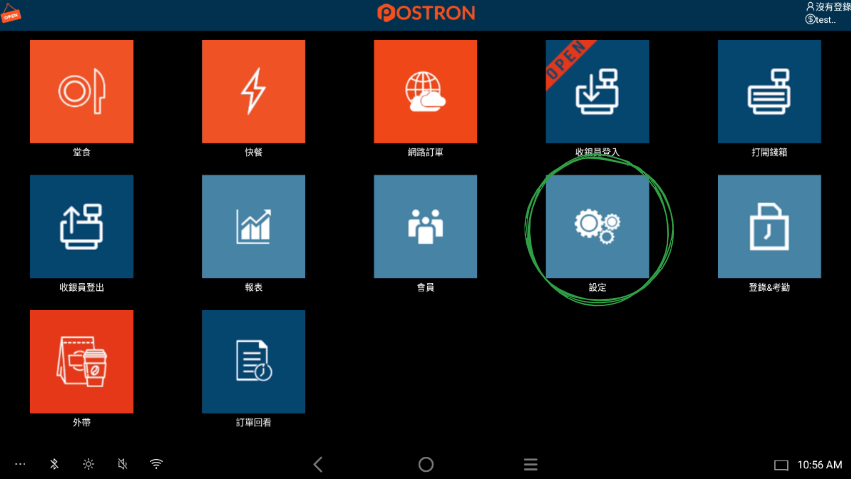 POSTRON
沒有登錄
test..
OPEN
堂食
快餐
網路訂單
收銀員登入
打開錢箱
收銀員登出
報表
會員
設定
登錄&考勤
外帶
訂單回看
10:56 AM